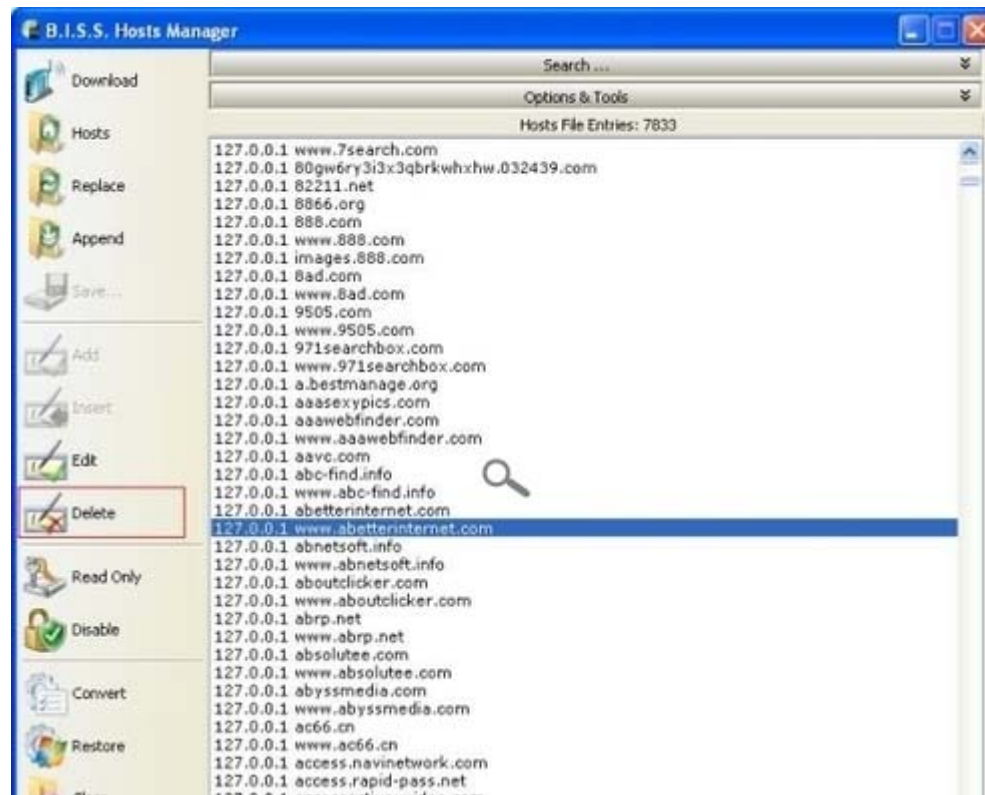 B.I.S.S. Hosts Manager
Download
Hosts
Replace
Append
Save...
Add
Insert
Edit
Delete
Read Only
Disable
Convert
Restore
Search ...
Options & Tools
Hosts File Entries: 7833
127.0.0.1 www.7search.com
127.0.0.1 80gw6ry3i3x3qbrkwhxhw.032439.com
127.0.0.1 82211.net
127.0.0.1 8866.org
127.0.0.1 888.com
127.0.0.1 www.888.com
127.0.0.1 images.888.com
127.0.0.1 8ad.com
127.0.0.1 www.8ad.com
127.0.0.1 9505.com
127.0.0.1 www.9505.com
127.0.0.1 971searchbox.com
127.0.0.1 www.971searchbox.com
127.0.0.1 a.bestmanage.org
127.0.0.1 aaasexypics.com
127.0.0.1 aaawebfinder.com
127.0.0.1 www.aaawebfinder.com
127.0.0.1 aavc.com
127.0.0.1 abc-find.info
127.0.0.1 www.abc-find.info
127.0.0.1 abetterinternet.com
127.0.0.1 www.abetterinternet.com
127.0.0.1 abnetsoft.info
127.0.0.1 www.abnetsoft.info
127.0.0.1 aboutclicker.com
127.0.0.1 www.aboutclicker.com
127.0.0.1 abrp.net
127.0.0.1 www.abrp.net
127.0.0.1 absolutee.com
127.0.0.1 www.absolutee.com
127.0.0.1 abyssmedia.com
127.0.0.1 www.abyssmedia.com
127.0.0.1 ac66.cn
127.0.0.1 www.ac66.cn
127.0.0.1 access.navinetwork.com
127.0.0.1 access.rapid-pass.net